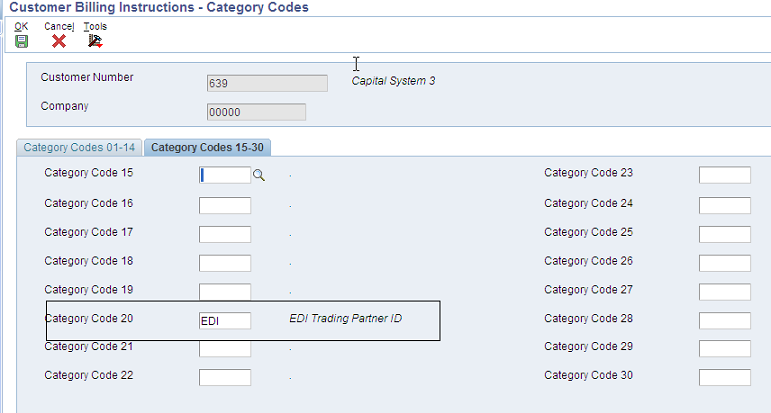 Customer Billing Instructions - Category Codes
OK Cancel Tools
Customer Number 639 Capital System 3
Company 00000
Category Codes 01-14 Category Codes 15-30
Category Code 15 . Category Code 23
Category Code 16 . Category Code 24
Category Code 17 . Category Code 25
Category Code 18 . Category Code 26
Category Code 19 . Category Code 27
Category Code 20 EDI EDI Trading Partner ID Category Code 28
Category Code 21 . Category Code 29
Category Code 22 . Category Code 30